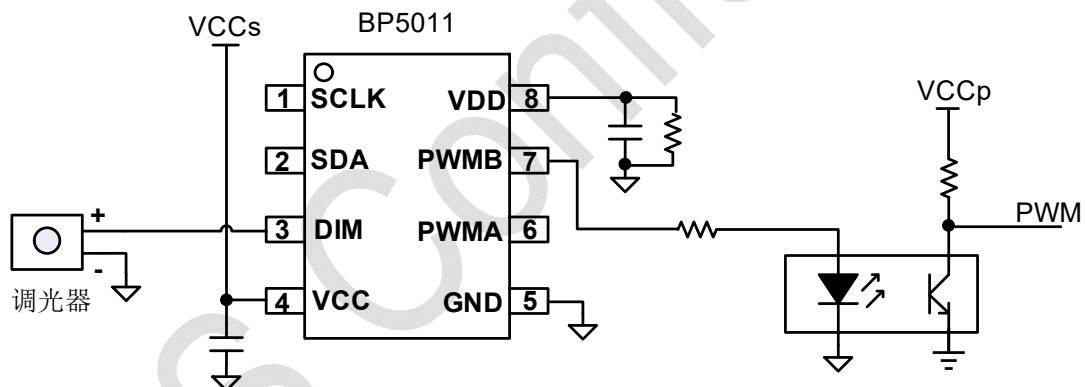 VCCs
BP5011
VCCp
1 SCLK
VDD 8
2 SDA
PWMB 7
3 DIM
PWMA 6
4 VCC
GND 5
+
-
调光器
PWM